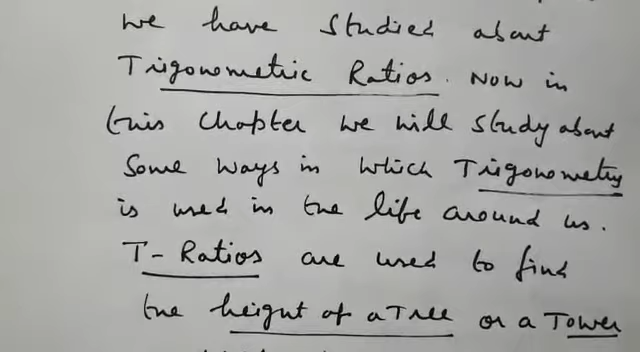 we have studied about
Trigonometric Ratios. Now in
this Chapter we will study about
Some ways in which Trigonometry
is used in the life around us.
T-Ratios are used to find
the height of a Tree or a Tower